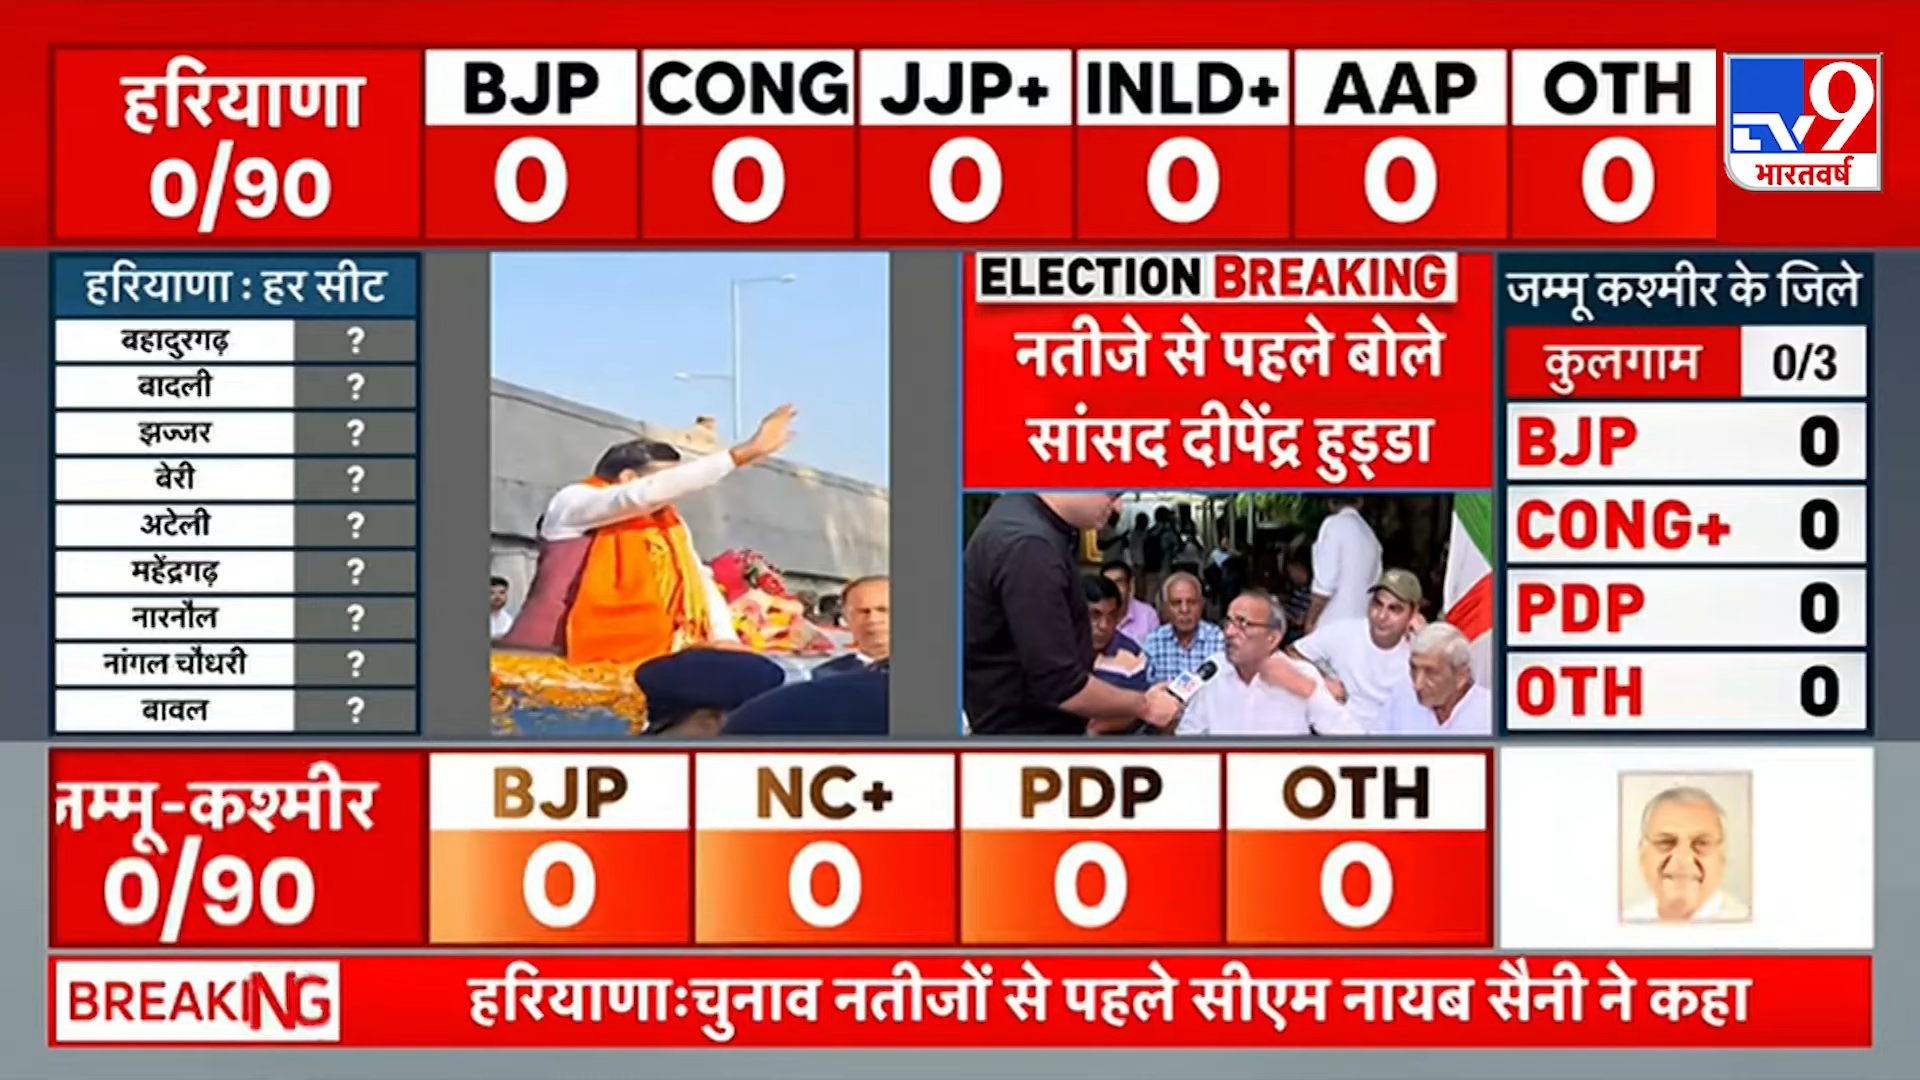 हरियाणा
0/90
BJP CONG JJP+ INLD+ AAP OTH
0 0 0 0 0 0
TV9
भारतवर्ष
हरियाणा : हर सीट
बहादुरगढ़ ?
बादली ?
झज्जर ?
बेरी ?
अटेली ?
महेंद्रगढ़ ?
नारनौल ?
नांगल चौधरी ?
बावल ?
ELECTION BREAKING
नतीजे से पहले बोले
सांसद दीपेंद्र हुड्डा
जम्मू कश्मीर के जिले
कुलगाम 0/3
BJP 0
CONG+ 0
PDP 0
OTH 0
जम्मू-कश्मीर
0/90
BJP NC+ PDP OTH
0 0 0 0
BREAKING
हरियाणाःचुनाव नतीजों से पहले सीएम नायब सैनी ने कहा